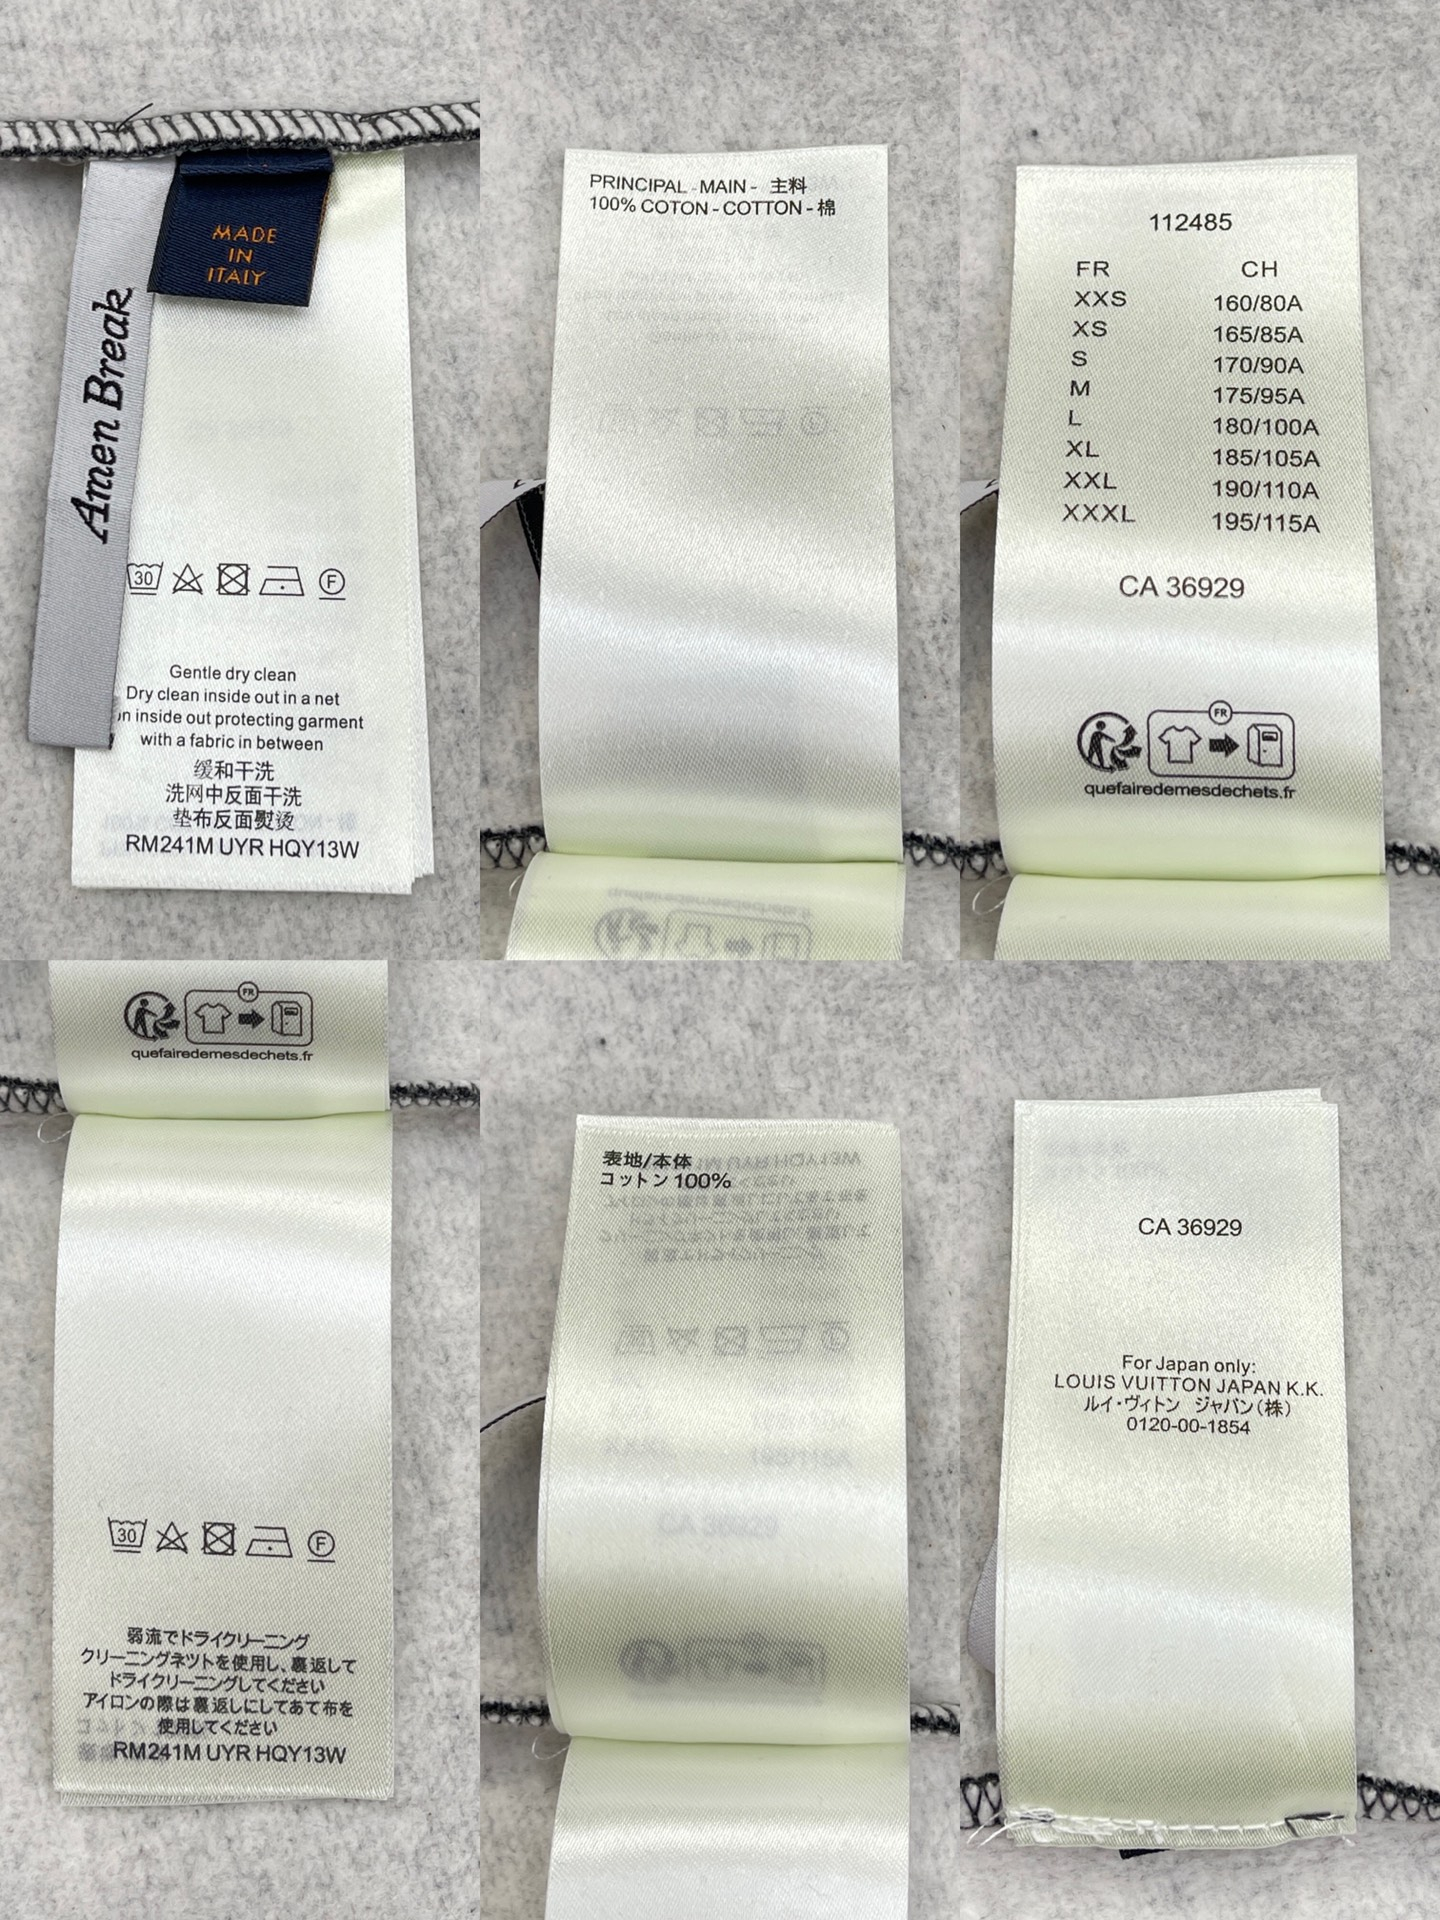 MADE
IN
ITALY
Amen Break
30
F
Gentle dry clean
Dry clean inside out in a net
inside out protecting garment
with a fabric in between
缓和干洗
洗网中反面干洗
垫布反面熨烫
RM241M UYR HQY13W
PRINCIPAL - MAIN - 主料
100% COTON - COTTON - 棉
112485
FR CH
XXS 160/80A
XS 165/85A
S 170/90A
M 175/95A
L 180/100A
XL 185/105A
XXL 190/110A
XXXL 195/115A
CA 36929
FR
quefairedemesdechets.fr
FR
quefairedemesdechets.fr
30
F
弱流でドライクリーニング
クリーニングネツトを使用し、裏返して
ドライクリーニングしてください
アイロンの際は裏返しにしてあて布を
使用してください
RM241M UYR HQY13W
表地/本体
コットン 100%
CA 36929
For Japan only:
LOUIS VUITTON JAPAN K.K.
ルイ・ヴィトン ジャパン(株)
0120-00-1854